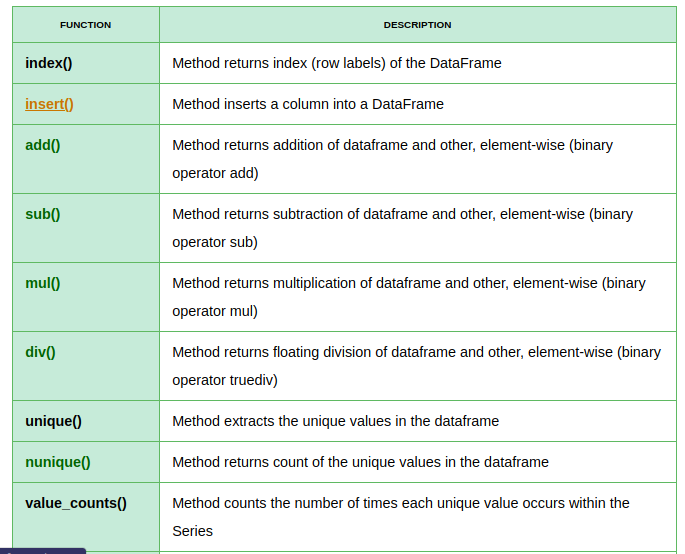 FUNCTION DESCRIPTION
index() Method returns index (row labels) of the DataFrame
insert() Method inserts a column into a DataFrame
add() Method returns addition of dataframe and other, element-wise (binary
operator add)
sub() Method returns subtraction of dataframe and other, element-wise (binary
operator sub)
mul() Method returns multiplication of dataframe and other, element-wise (binary
operator mul)
div() Method returns floating division of dataframe and other, element-wise (binary
operator truediv)
unique() Method extracts the unique values in the dataframe
nunique() Method returns count of the unique values in the dataframe
value_counts() Method counts the number of times each unique value occurs within the
Series